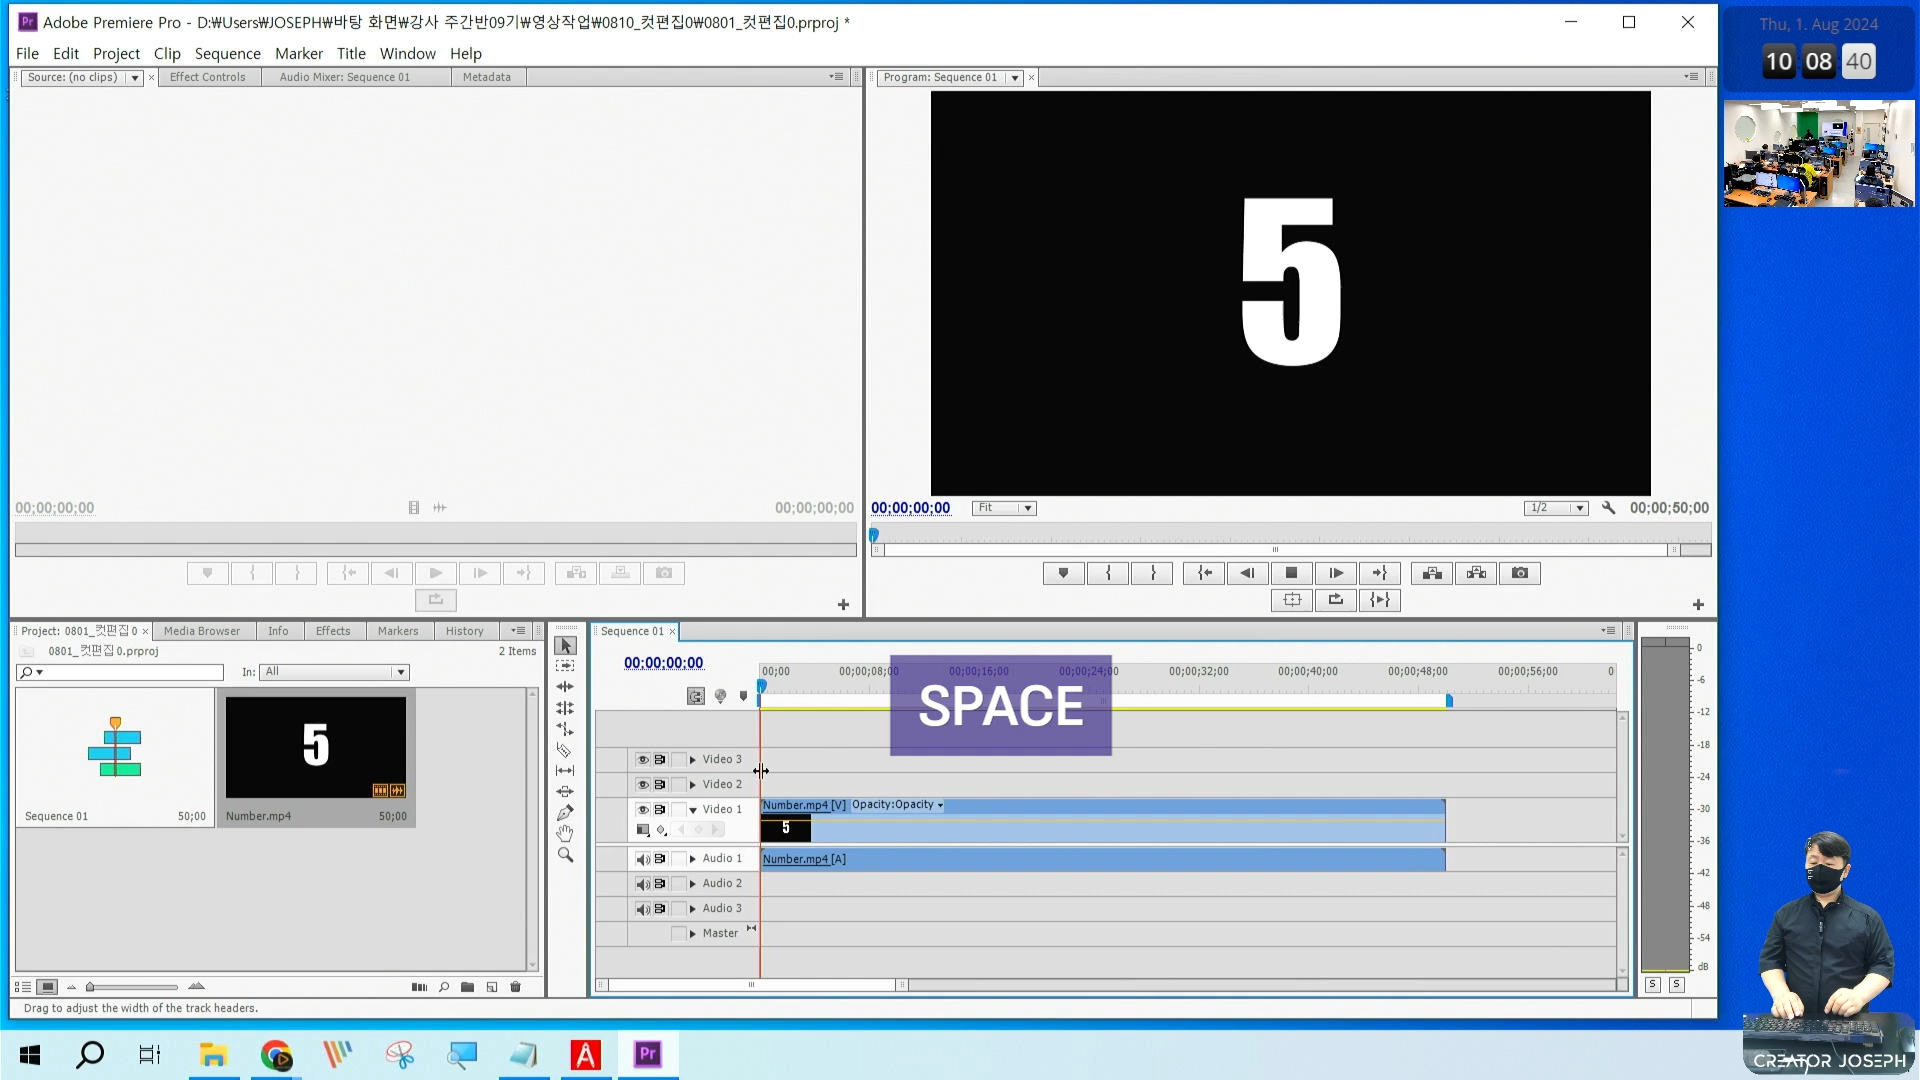 Adobe Premiere Pro - D:₩Users₩JOSEPH₩바탕 화면₩강사 주간반09기₩영상작업₩0810_컷편집0₩0801_컷편집0.prproj *
File Edit Project Clip Sequence Marker Title Window Help
Source: (no clips) Effect Controls Audio Mixer: Sequence 01 Metadata
Program: Sequence 01
5
00;00;00;00 00;00;00;00
00;00;00;00 Fit 1/2 00;00;50;00
Project: 0801_컷편집 0 Media Browser Info Effects Markers History
0801_컷편집 0.prproj 2 Items
In: All
5
Sequence 01 50;00
Number.mp4 50;00
Sequence 01
00:00:00:00
00;00 00;00;08;00 00;00;16;00 00;00;24;00 00;00;32;00 00;00;40;00 00;00;48;00 00;00;56;00 0
SPACE
Video 3
Video 2
Video 1
Number.mp4 [V] Opacity:Opacity
5
Audio 1
Number.mp4 [A]
Audio 2
Audio 3
Master
0
-6
-12
-18
-24
-30
-36
-42
-48
-54
dB
S S
Drag to adjust the width of the track headers.
Pr
Thu, 1. Aug 2024
10 08 40
CREATOR JOSEPH